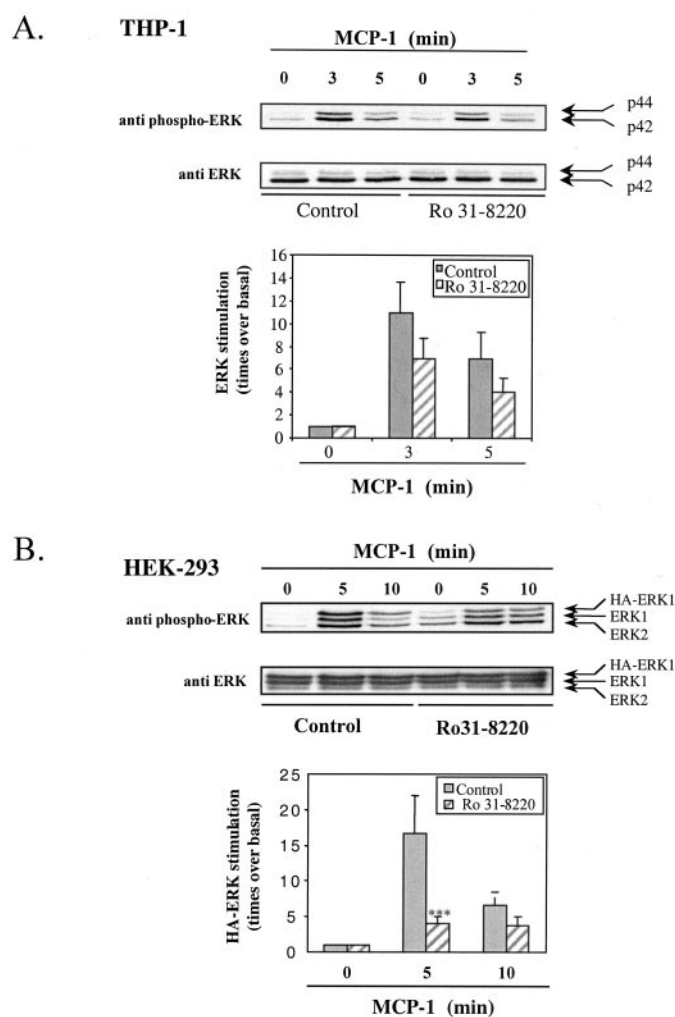 A.
THP-1
MCP-1 (min)
0 3 5 0 3 5
anti phospho-ERK
p44
p42
anti ERK
p44
p42
Control Ro 31-8220
ERK stimulation
(times over basal)
16
14
12
10
8
6
4
2
0
Control
Ro 31-8220
0 3 5
MCP-1 (min)
B.
HEK-293
MCP-1 (min)
0 5 10 0 5 10
anti phospho-ERK
HA-ERK1
ERK1
ERK2
anti ERK
HA-ERK1
ERK1
ERK2
Control Ro31-8220
HA-ERK stimulation
(times over basal)
25
20
15
10
5
0
Control
Ro 31-8220
***
0 5 10
MCP-1 (min)